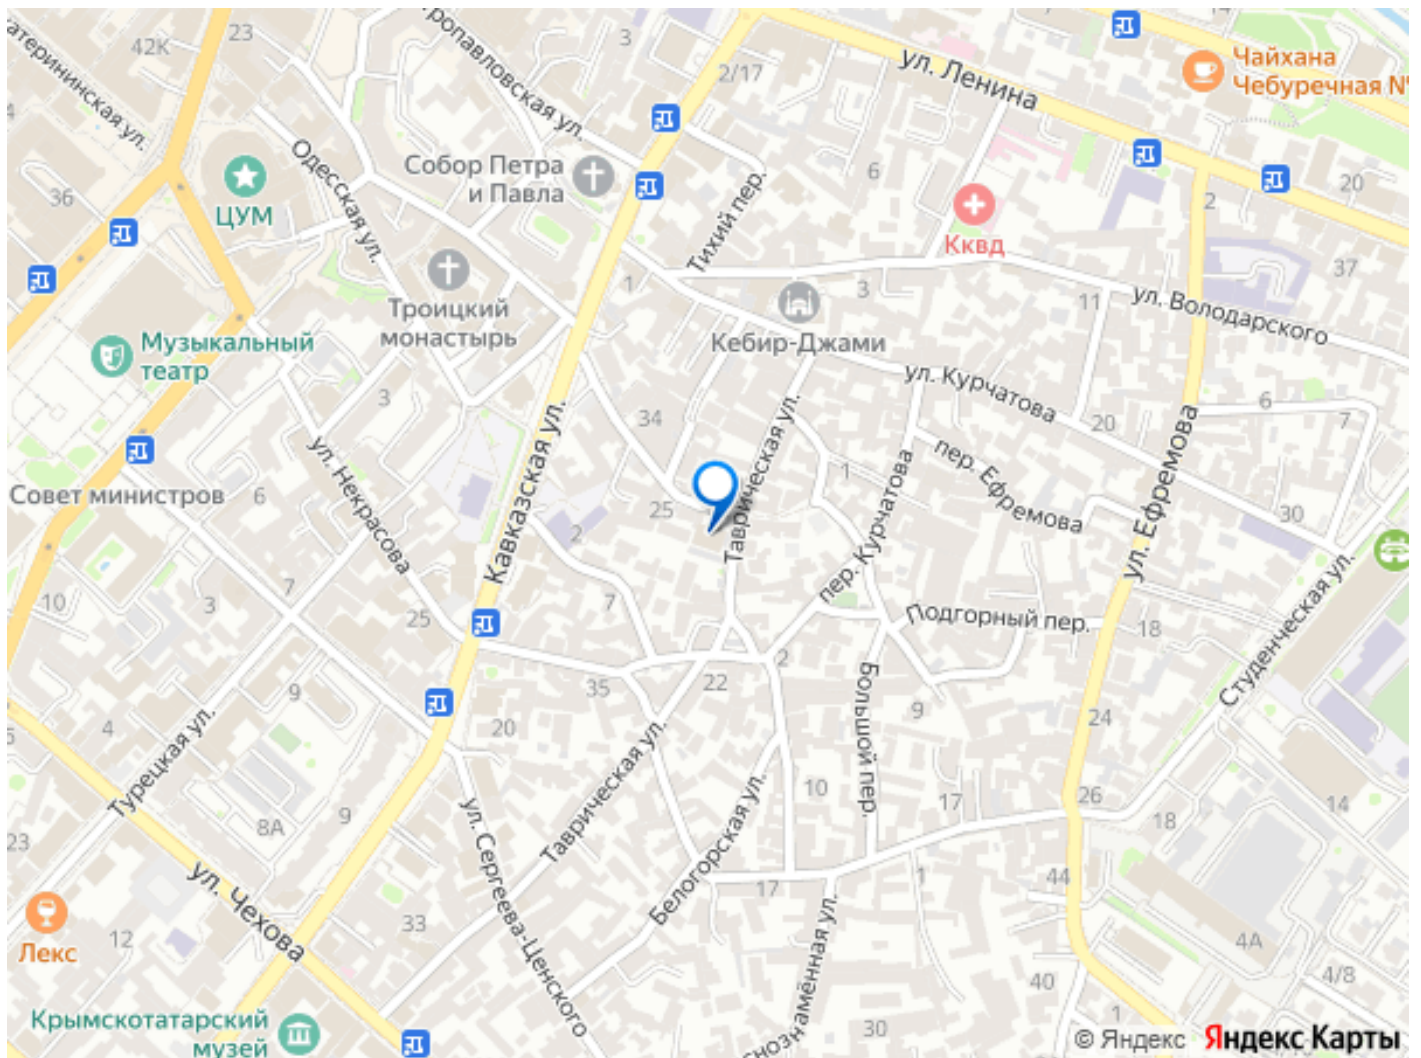 42К
23
3
ропавловская ул.
атерининская ул.
2/17
ул. Ленина
Чайхана
Чебуречная №
36
ЦУМ
Одесская ул.
Собор Петра
и Павла
Тихий пер.
6
2
20
Кквд
37
Троицкий
монастырь
1
3
Кебир-Джами
11
ул. Володарского
Музыкальный
театр
3
34
ул. Курчатова
20
6
7
Совет министров
6
ул. Некрасова
Кавказская ул.
25
2
Таврическая ул.
1
пер. Курчатова
пер. Ефремова
ул. Ефремова
30
10
3
7
25
7
Подгорный пер.
18
Студенческая ул.
9
4
35
22
2
20
Большой пер.
9
24
Турецкая ул.
8А
9
23
ул. Сергеева-Ценского
Таврическая ул.
Белогорская ул.
10
17
26
18
14
ул. Чехова
33
17
1
44
Лекс
12
знознамённая ул.
4А
40
4/8
1
30
Крымскотатарский
музей
© Яндекс Яндекс Карты